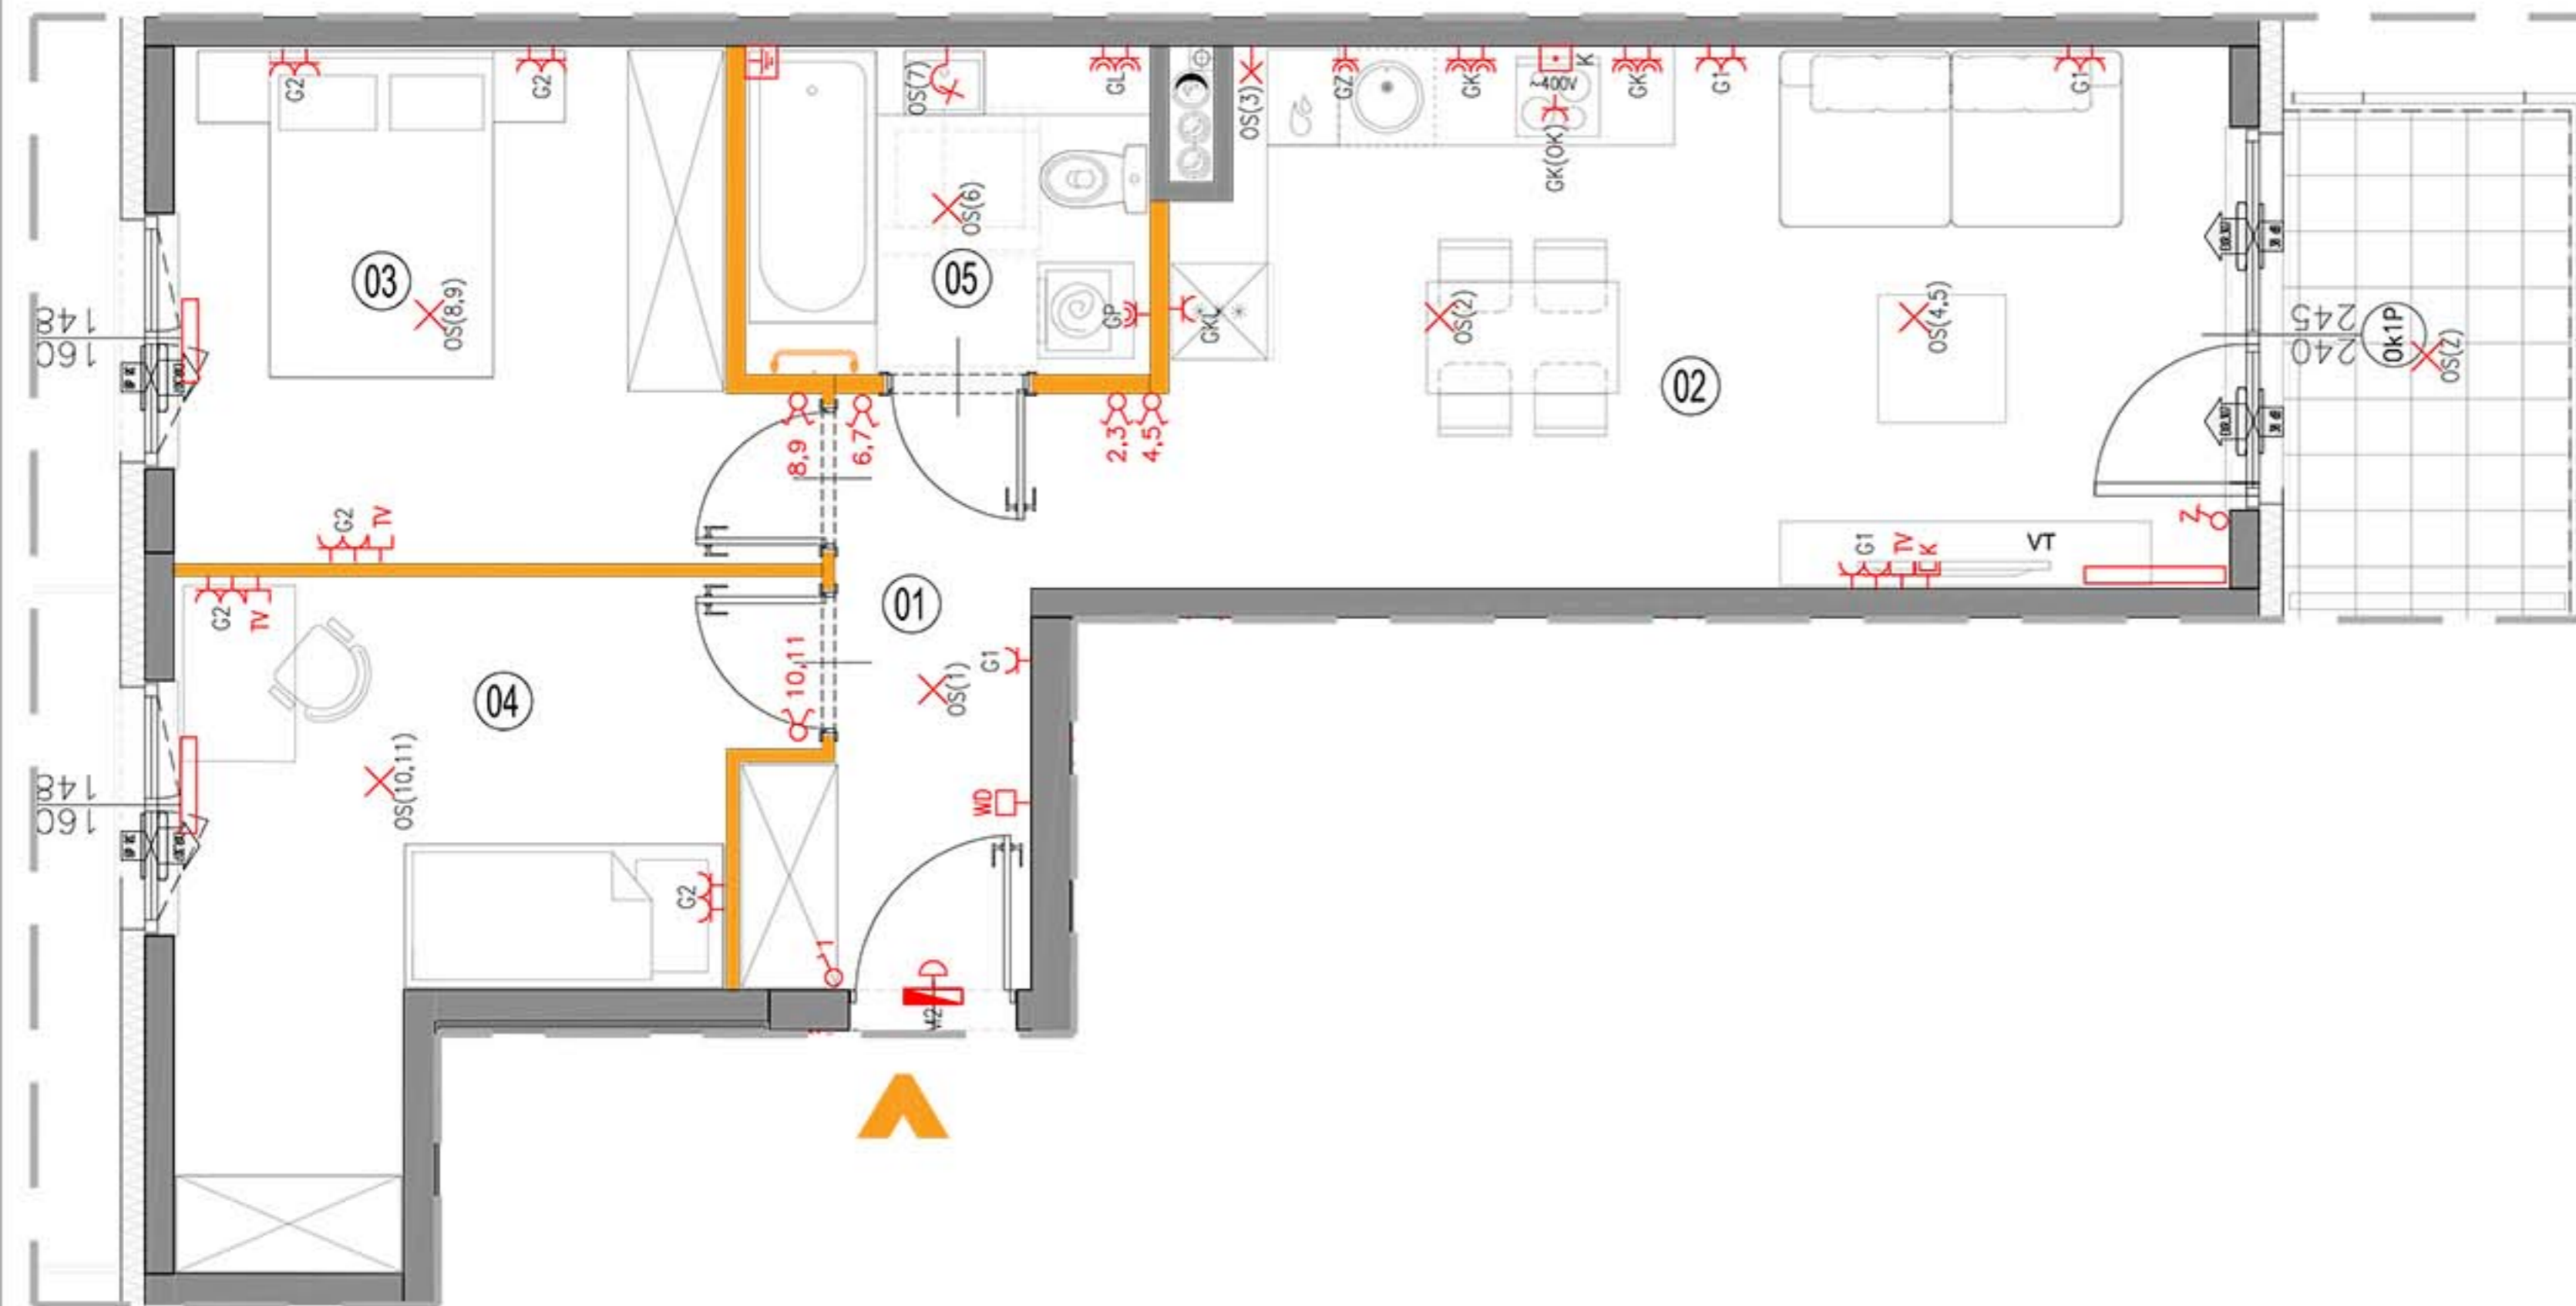 G2
G2
OS(7)
GL
OS(3)
GZ
GK
K
~400V
GK(OK)
GK
G1
G1
03
OS(8,9)
OS(6)
05
GP
GKL
OS(2)
OS(4,5)
02
148
160
245
240
Ok1P
OS(Z)
8,9
6,7
2,3
4,5
G2
TV
Z
G1
TV
K
VT
G2
TV
01
04
10,11
G1
OS(1)
OS(10,11)
148
160
WD
G2
1